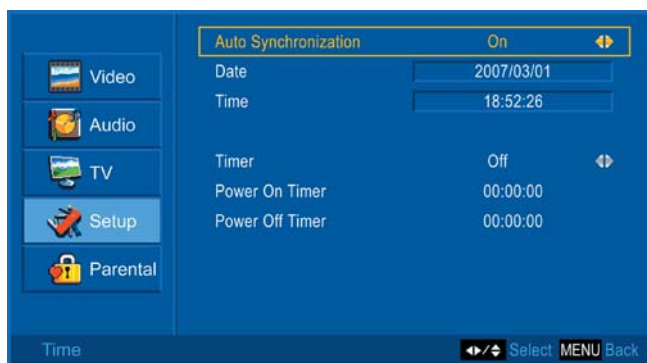 Video
Audio
TV
Setup
Parental
Auto Synchronization On
Date 2007/03/01
Time 18:52:26
Timer Off
Power On Timer 00:00:00
Power Off Timer 00:00:00
Time
Select MENU Back